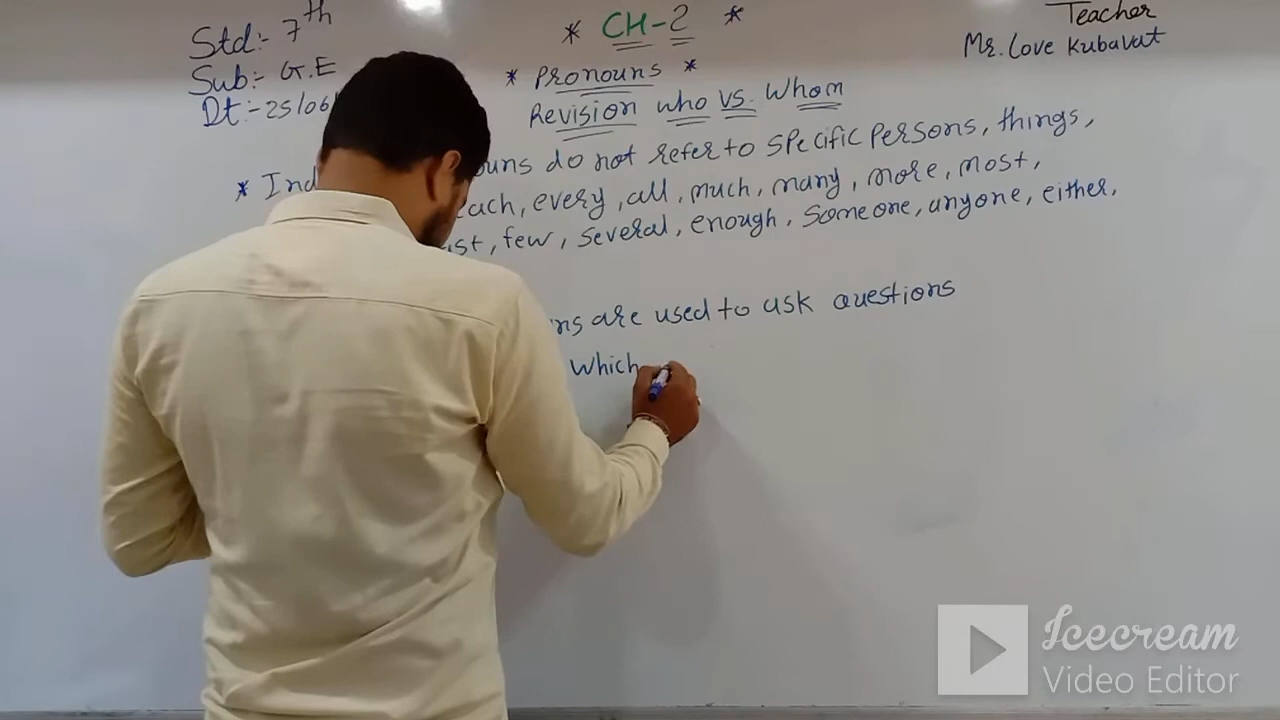 Std:- 7th
Sub:- G.E
Dt:- 25/06/
* CH-2 *
* Pronouns *
Revision who vs. Whom
Teacher
Mr. Love Kubavat
* Ind
ouns do not refer to specific persons, things,
each, every, all, much, many, more, most,
st, few, several, enough, someone, anyone, either.
ns are used to ask questions
which
Icecream
Video Editor